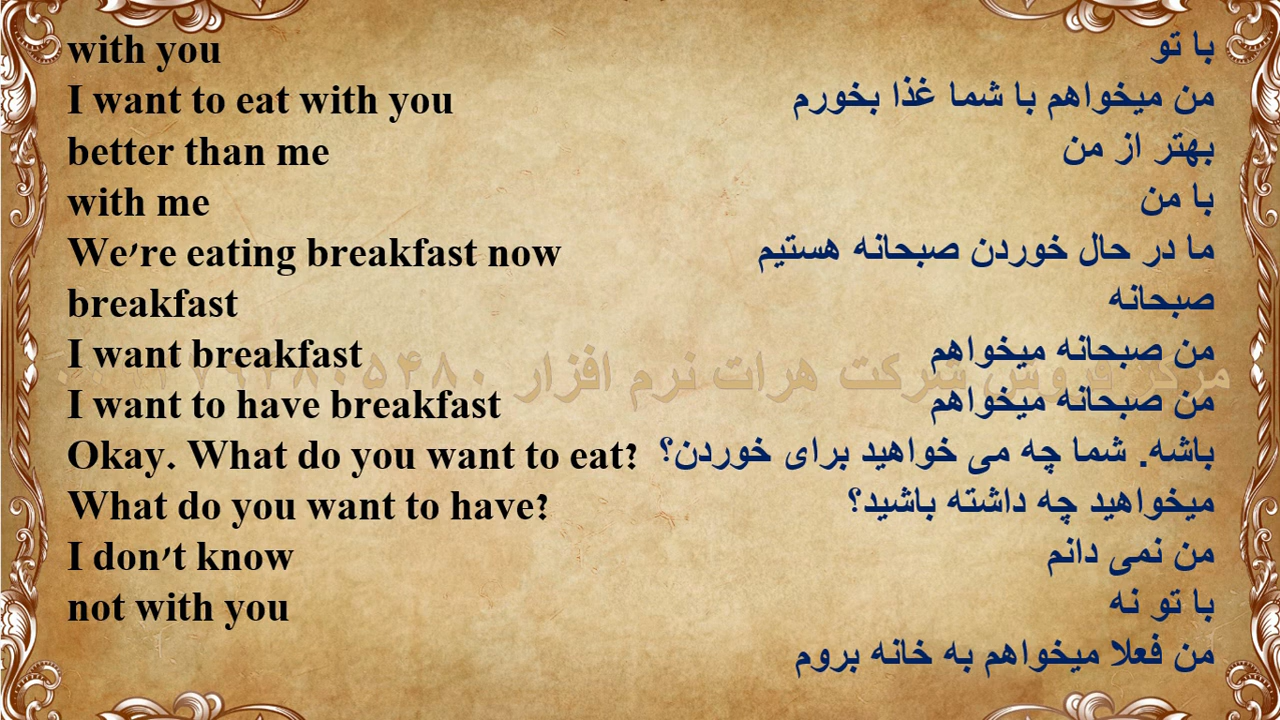 with you با تو
I want to eat with you من میخواهم با شما غذا بخورم
better than me بهتر از من
with me با من
We're eating breakfast now ما در حال خوردن صبحانه هستیم
breakfast صبحانه
I want breakfast من صبحانه میخواهم
مرکز فروش شرکت هرات نرم افزار
I want to have breakfast من صبحانه میخواهم
Okay. What do you want to eat? باشه. شما چه می خواهید برای خوردن؟
What do you want to have? میخواهید چه داشته باشید؟
I don't know من نمی دانم
not with you با تو نه
من فعلا میخواهم به خانه بروم